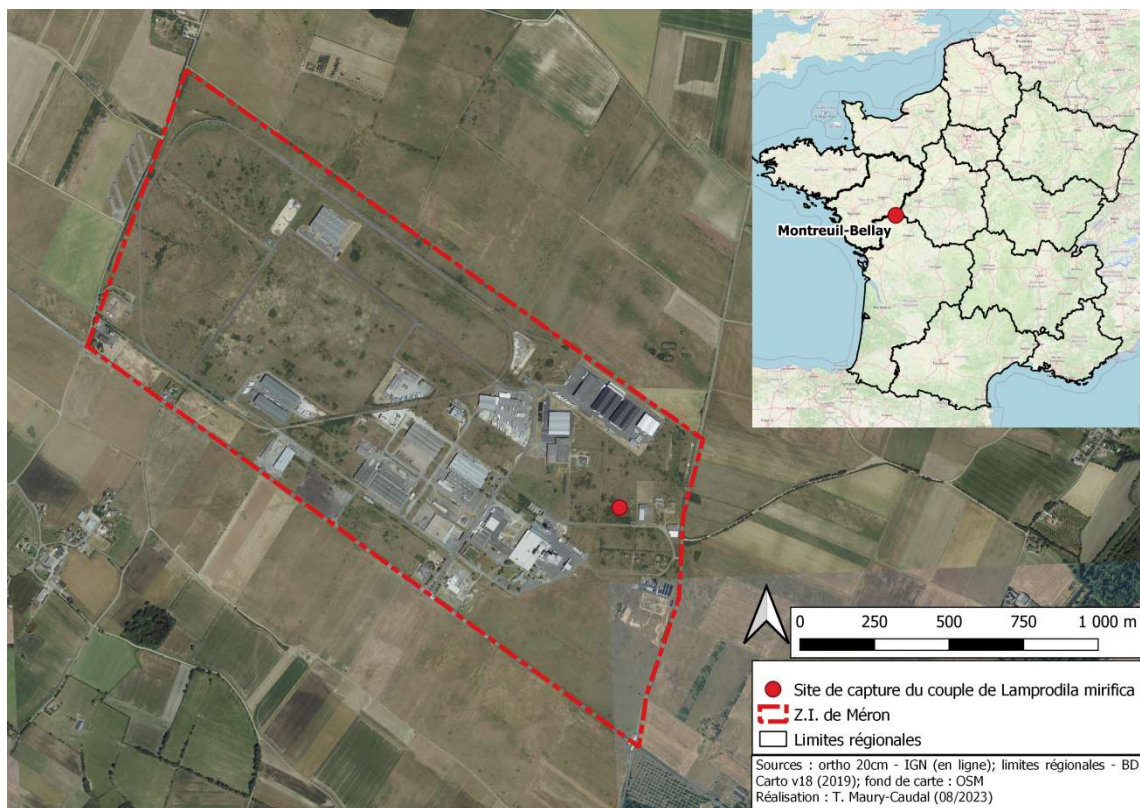 Montreuil-Bellay
0 250 500 750 1 000 m
Site de capture du couple de Lamprodila mirifica
Z.I. de Méron
Limites régionales
Sources : ortho 20cm - IGN (en ligne); limites régionales - BD
Carto v18 (2019); fond de carte : OSM
Réalisation : T. Maury-Caudal (08/2023)